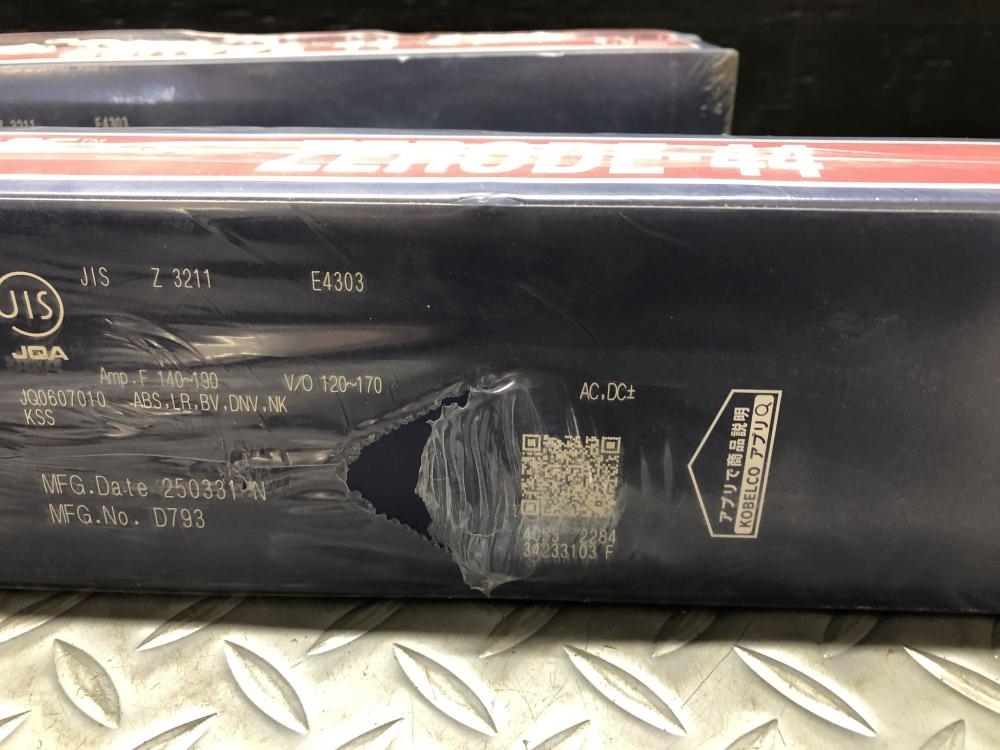 3211 E4303
ZERODE-44
JIS Z 3211 E4303
JIS
JQA
Amp.F 140~190 V/O 120~170
AC,DC±
JQ0607010 ABS,LR,BV,DNV,NK
KSS
MFG.Date 250331 N
MFG.No. D793
2284
34233103 F
アプリで商品説明
KOBELCO アプリ